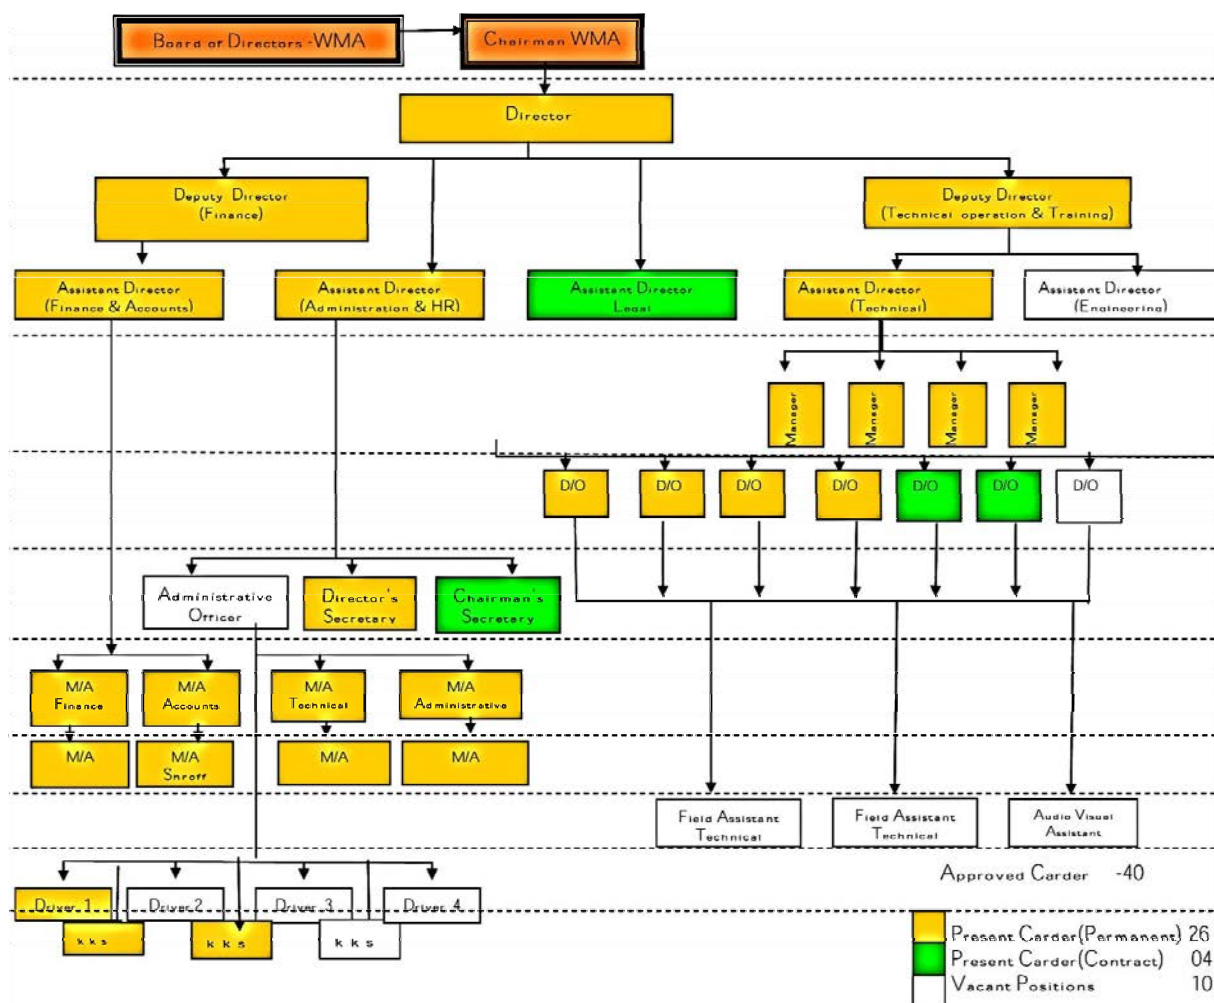 Board of Directors -WMA
Chairman WMA
Director
Deputy Director
(Finance)
Deputy Director
(Technical operation & Training)
Assistant Director
(Finance & Accounts)
Assistant Director
(Administration & HR)
Assistant Director
Legal
Assistant Director
(Technical)
Assistant Director
(Engineering)
Manager
Manager
Manager
Manager
D/O
D/O
D/O
D/O
D/O
D/O
D/O
Administrative
Officer
Director's
Secretary
Chairman's
Secretary
M/A
Finance
M/A
Accounts
M/A
Technical
M/A
Administrative
M/A
M/A
Shroff
M/A
M/A
Field Assistant
Technical
Field Assistant
Technical
Audio Visual
Assistant
Approved Carder -40
Driver 1
Driver 2
Driver 3
Driver 4
k k s
k k s
k k s
Present Carder(Permanent) 26
Present Carder(Contract) 04
Vacant Positions 10